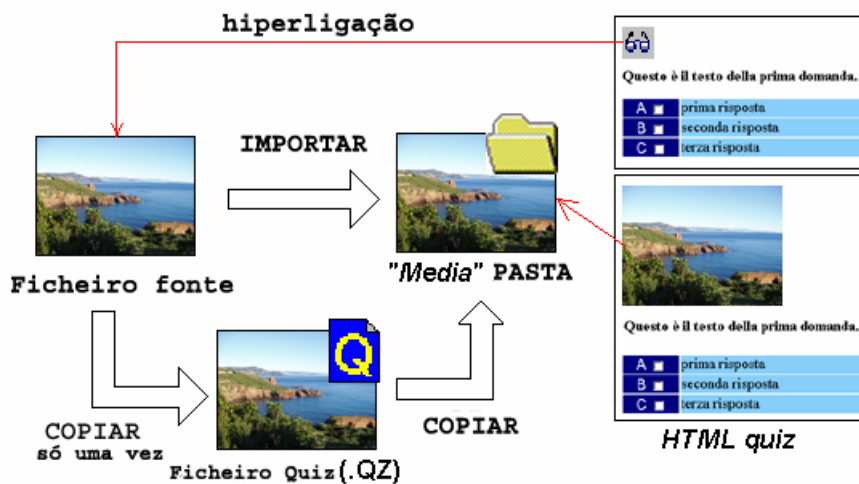 hiperligação
IMPORTAR
Ficheiro fonte
"Media" PASTA
COPIAR
só uma vez
Q
Ficheiro Quiz (.QZ)
COPIAR
Questo è il testo della prima domanda.
A prima risposta
B seconda risposta
C terza risposta
Questo è il testo della prima domanda.
A prima risposta
B seconda risposta
C terza risposta
HTML quiz